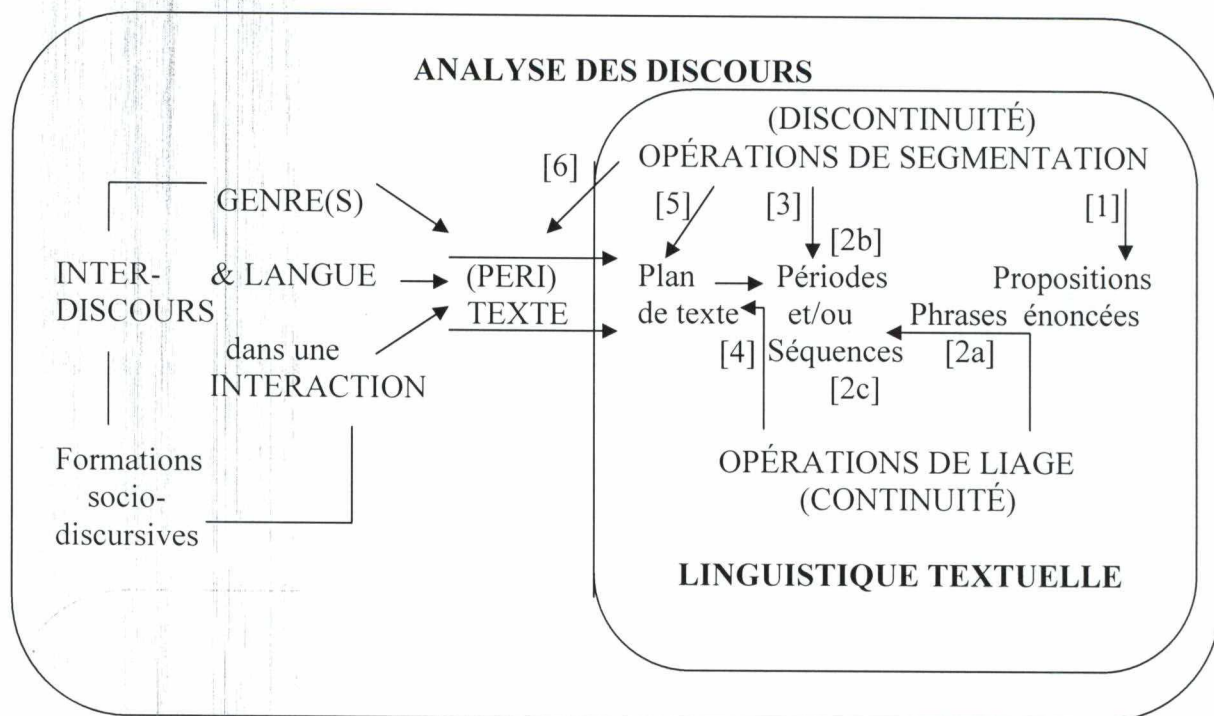 ANALYSE DES DISCOURS
(DISCONTINUITÉ)
OPÉRATIONS DE SEGMENTATION
[6]
[5] [3] [1]
GENRE(S)
[2b]
INTER- & LANGUE (PERI) Plan Périodes Propositions
DISCOURS TEXTE de texte et/ou Phrases énoncées
dans une [4] Séquences [2a]
INTERACTION [2c]
Formations
socio-
discursives
OPÉRATIONS DE LIAGE
(CONTINUITÉ)
LINGUISTIQUE TEXTUELLE